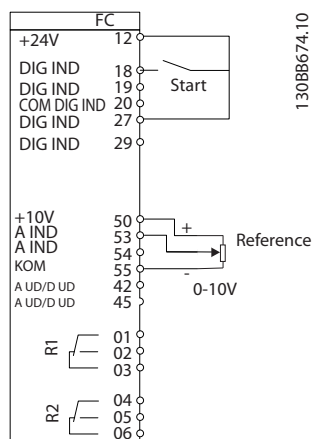 FC
+24V 12
DIG IND 18
DIG IND 19
COM DIG IND 20
DIG IND 27
DIG IND 29
Start
+10V 50
A IND 53
A IND 54
KOM 55
A UD/D UD 42
A UD/D UD 45
+
-
Reference
0-10V
R1
01
02
03
R2
04
05
06
130BB674.10